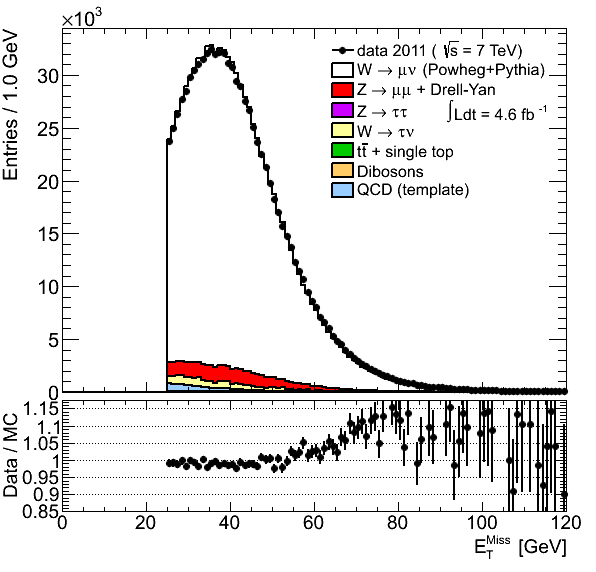 ×10³
Entries / 1.0 GeV
30
25
20
15
10
5
0
data 2011 ( √s = 7 TeV)
W → μν (Powheg+Pythia)
Z → μμ + Drell-Yan
Z → ττ
∫Ldt = 4.6 fb⁻¹
W → τν
tt̅ + single top
Dibosons
QCD (template)
Data / MC
1.15
1.1
1.05
1
0.95
0.9
0.85
0 20 40 60 80 100 120
E_T^Miss [GeV]